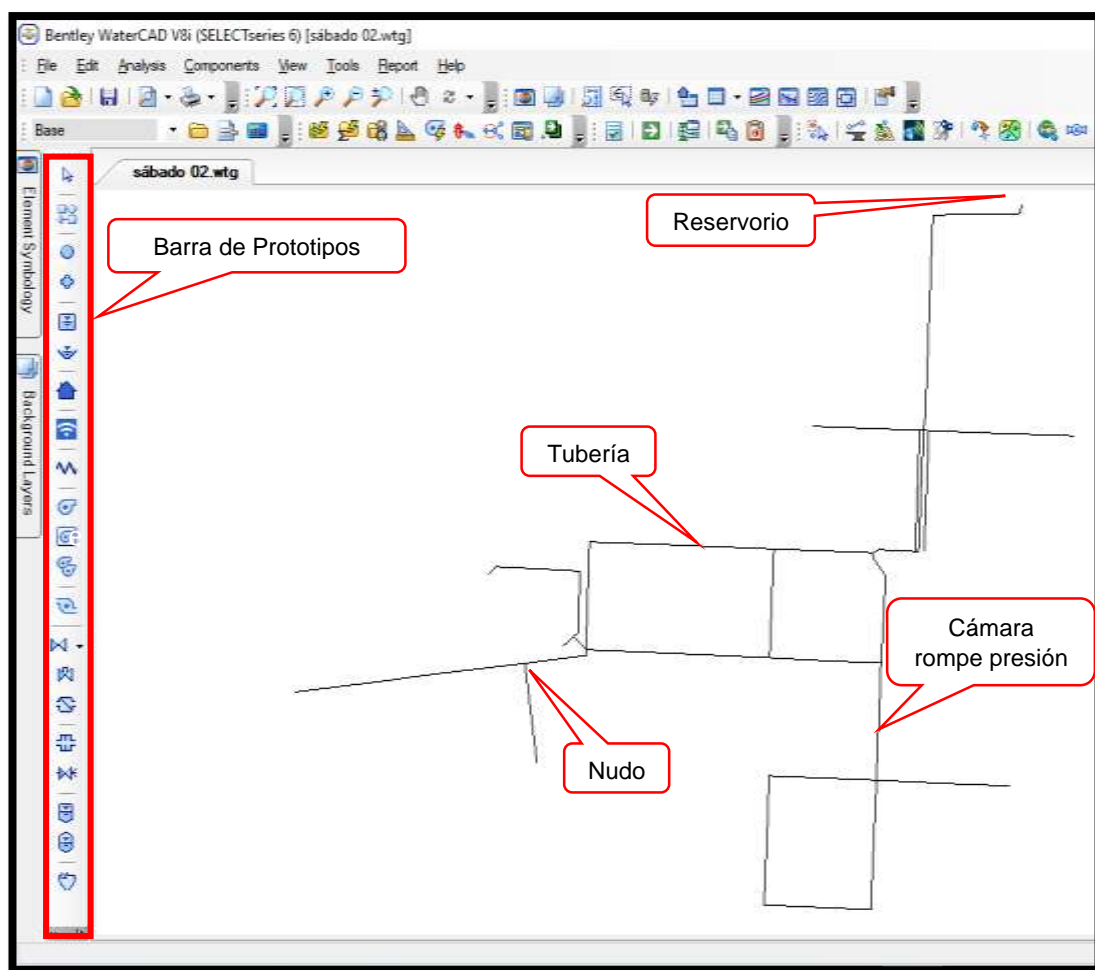 Bentley WaterCAD V8i (SELECTseries 6) [sábado 02.wtg]
File Edit Analysis Components View Tools Report Help
Base
sábado 02.wtg
Element Symbology
Background Layers
Reservorio
Barra de Prototipos
Tubería
Cámara
rompe presión
Nudo